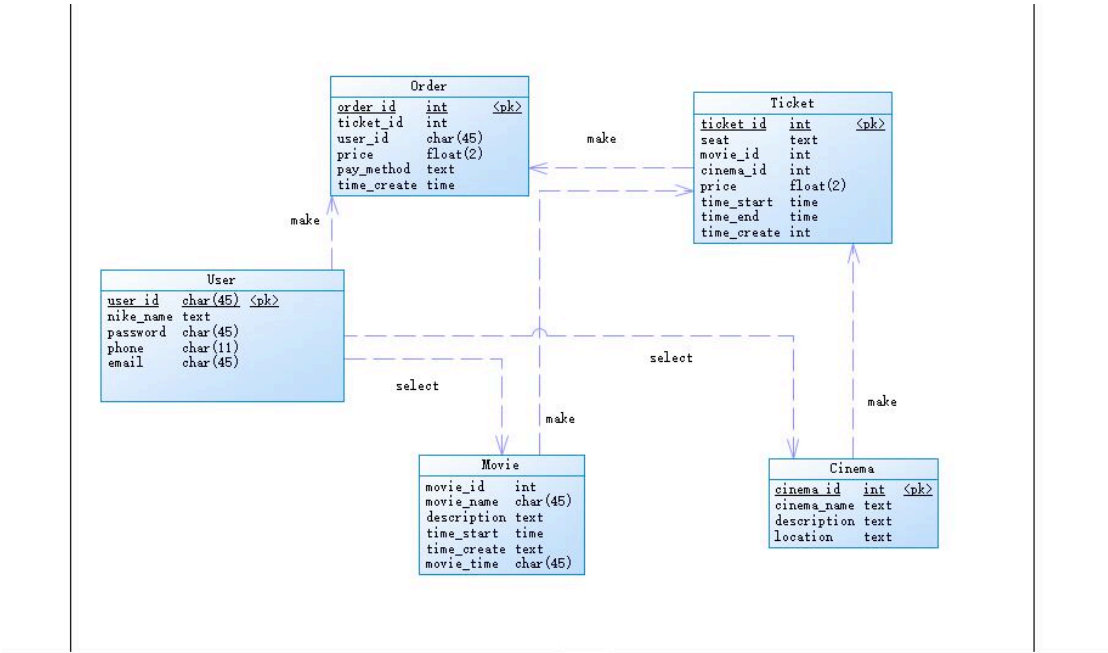 Order
order_id int <pk>
ticket_id int
user_id char(45)
price float(2)
pay_method text
time_create time
Ticket
ticket_id int <pk>
seat text
movie_id int
cinema_id int
price float(2)
time_start time
time_end time
time_create int
make
make
User
user_id char(45) <pk>
nike_name text
password char(45)
phone char(11)
email char(45)
select
select
make
make
Movie
movie_id int
movie_name char(45)
description text
time_start time
time_create text
movie_time char(45)
Cinema
cinema_id int <pk>
cinema_name text
description text
location text